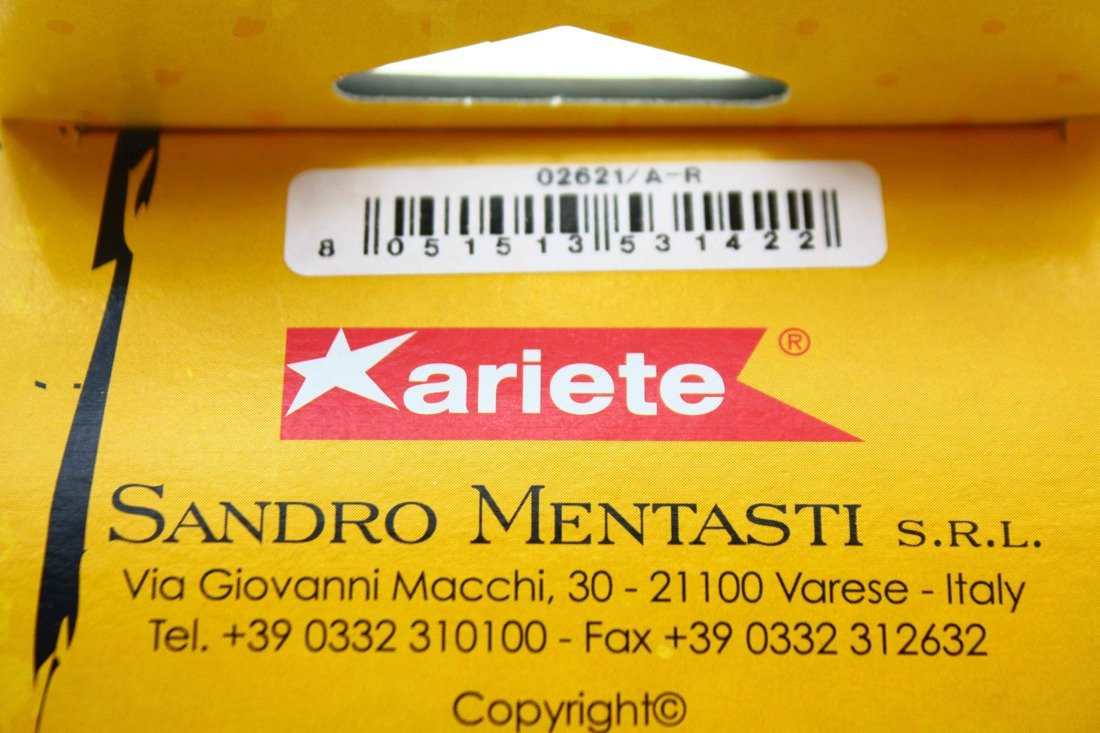 02621/A-R
8 051513 531422
ariete®
SANDRO MENTASTI S.R.L.
Via Giovanni Macchi, 30 - 21100 Varese - Italy
Tel. +39 0332 310100 - Fax +39 0332 312632
Copyright©